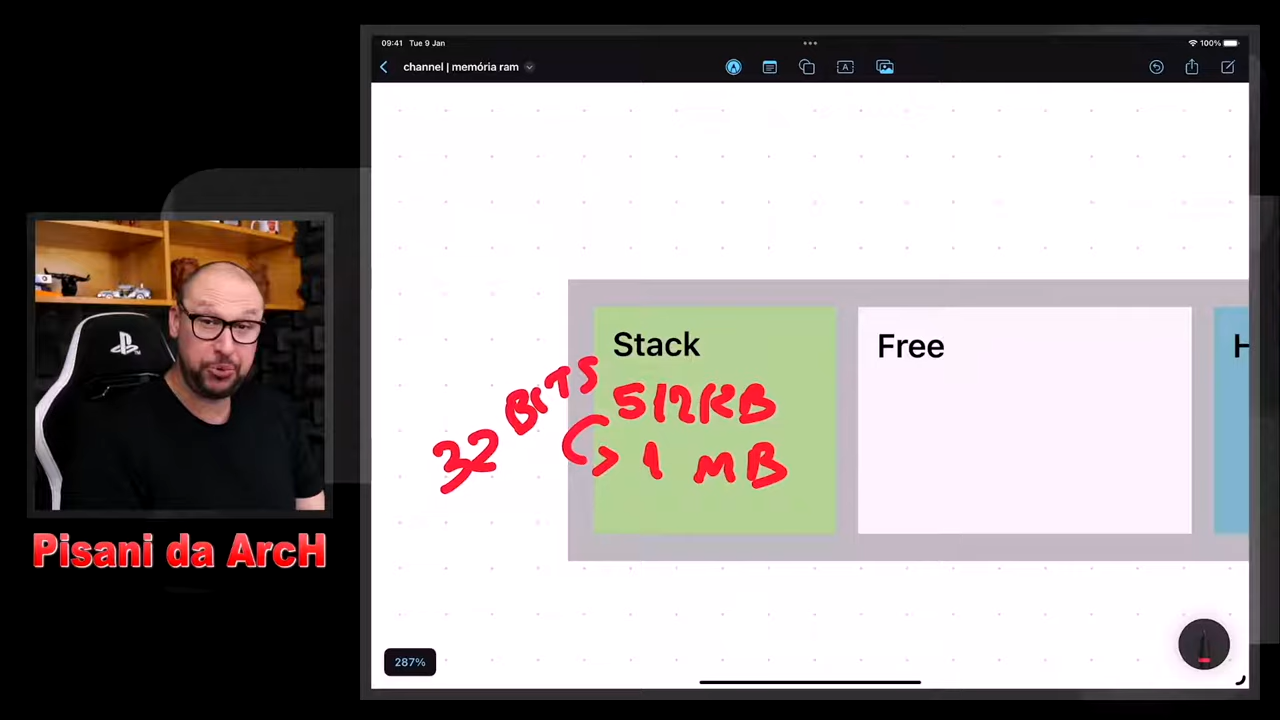 09:41 Tue 9 Jan
100%
channel | memória ram
A
Stack
Free
H
32 BITS
512KB
1 MB
287%
Pisani da ArcH